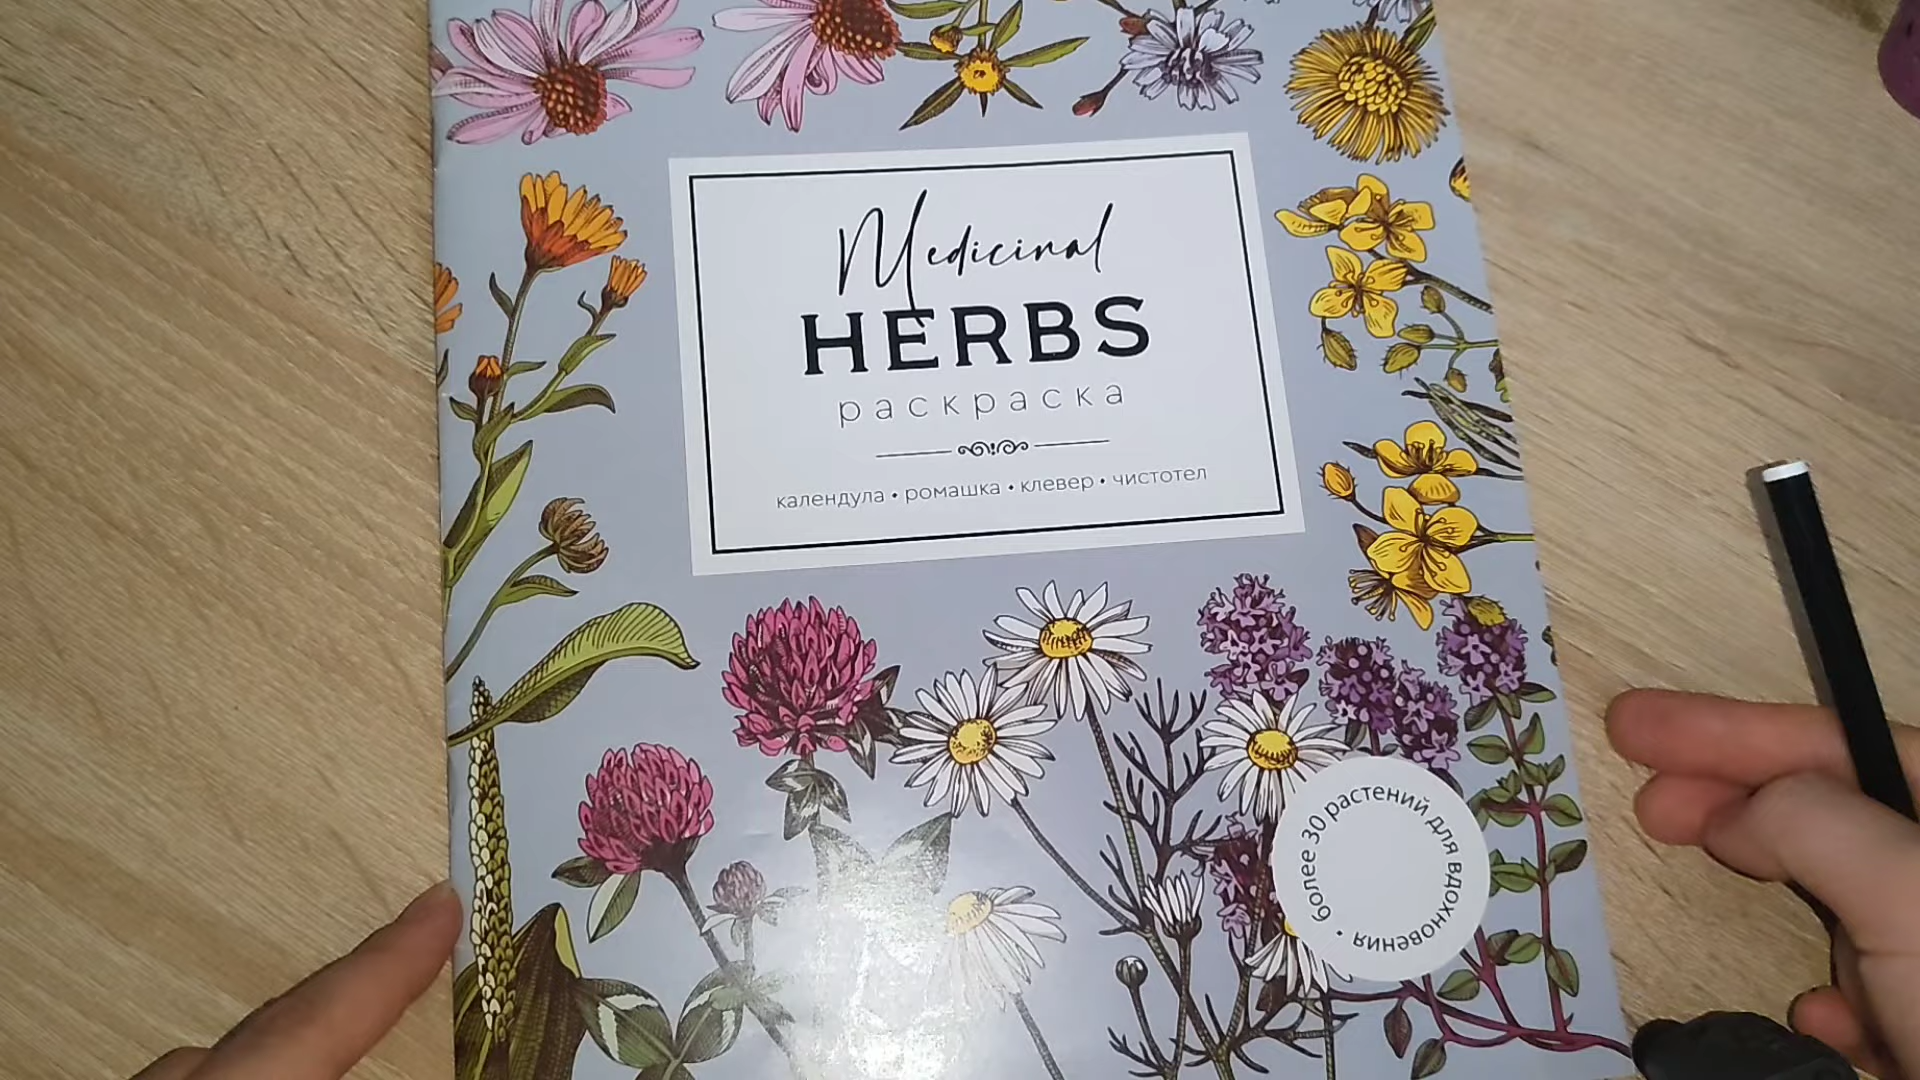 Medicinal
HERBS
раскраска
календула • ромашка • клевер • чистотел
более 30 растений для вдохновения •